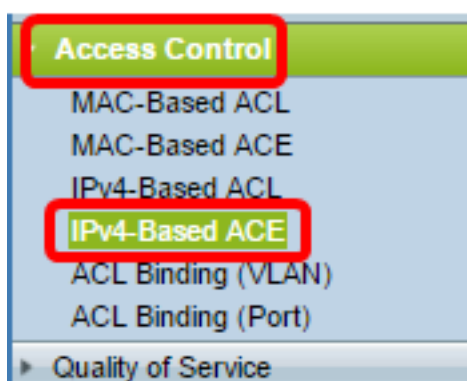 Access Control
MAC-Based ACL
MAC-Based ACE
IPv4-Based ACL
IPv4-Based ACE
ACL Binding (VLAN)
ACL Binding (Port)
Quality of Service